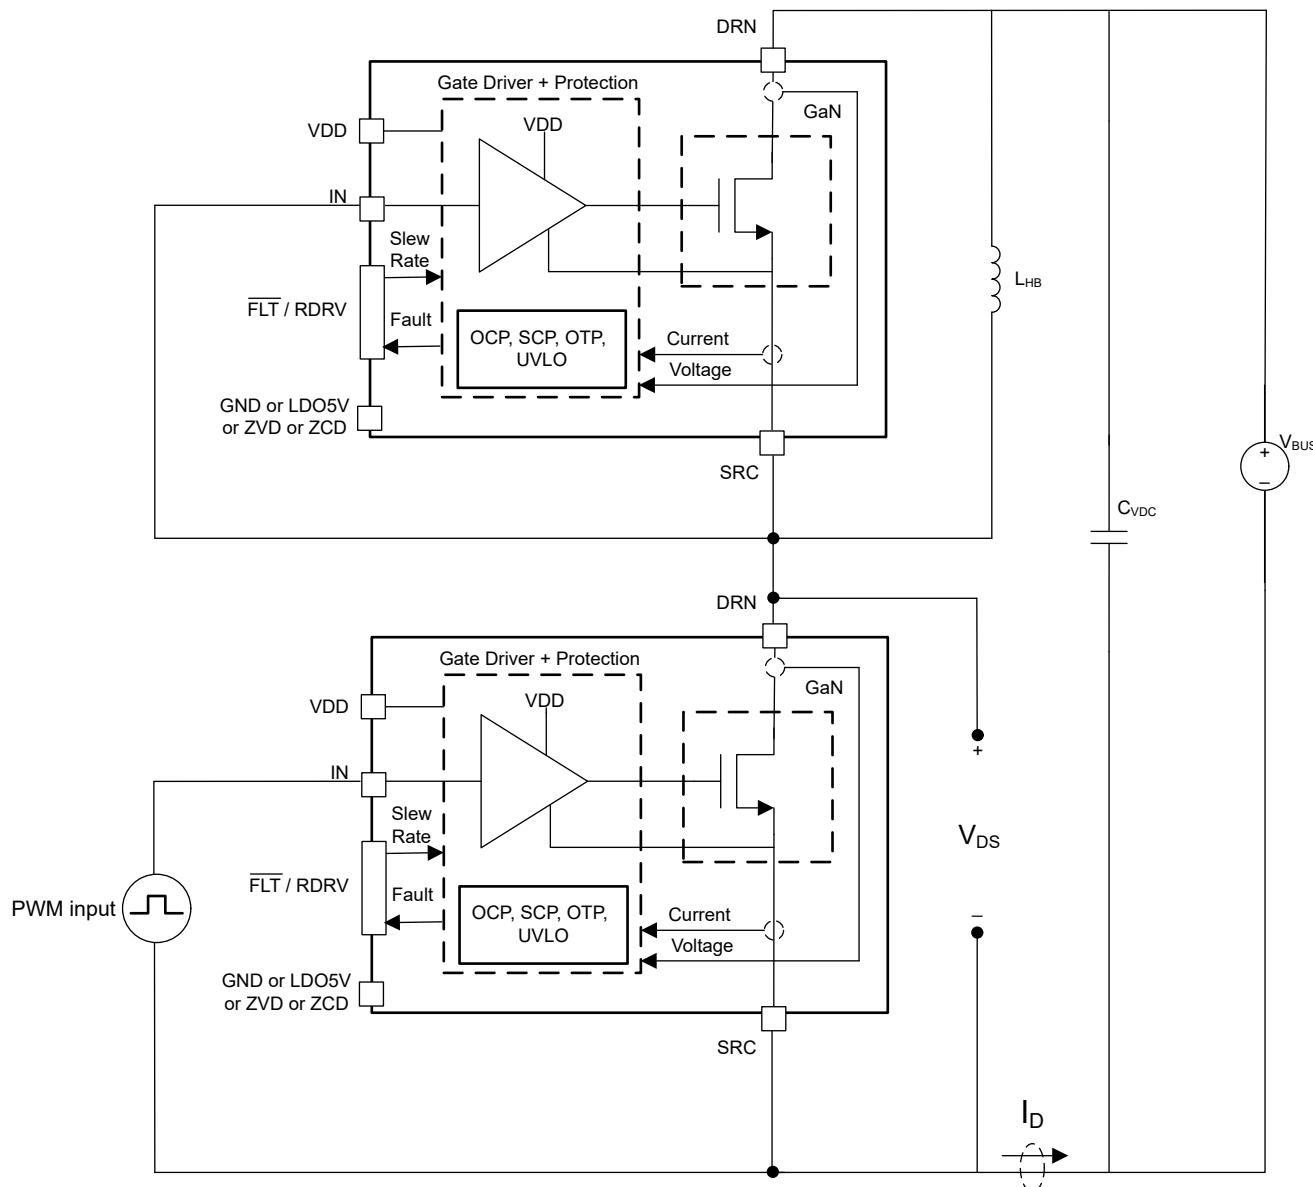 DRN
Gate Driver + Protection
GaN
VDD
VDD
IN
Slew
Rate
FLT / RDRV
Fault
OCP, SCP, OTP,
UVLO
Current
Voltage
GND or LDO5V
or ZVD or ZCD
SRC
LHB
CVDC
VBUS
+
–
DRN
Gate Driver + Protection
GaN
VDD
VDD
IN
Slew
Rate
FLT / RDRV
Fault
OCP, SCP, OTP,
UVLO
Current
Voltage
GND or LDO5V
or ZVD or ZCD
SRC
PWM input
+
VDS
–
ID